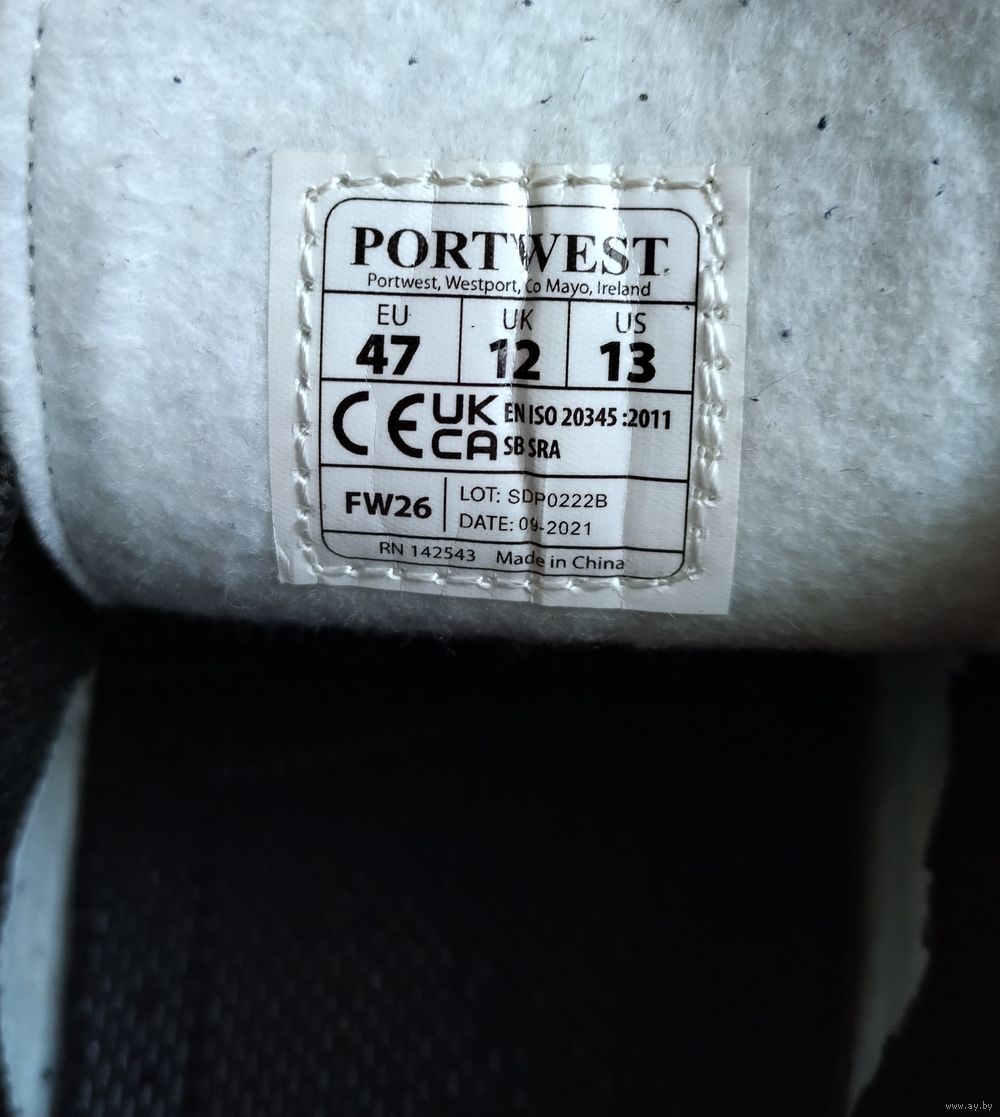 PORTWEST
Portwest, Westport, Co Mayo, Ireland
EU UK US
47 12 13
CE UK EN ISO 20345 :2011
CA SB SRA
FW26 LOT: SDP0222B
DATE: 09-2021
RN 142543 Made in China
www.ay.by